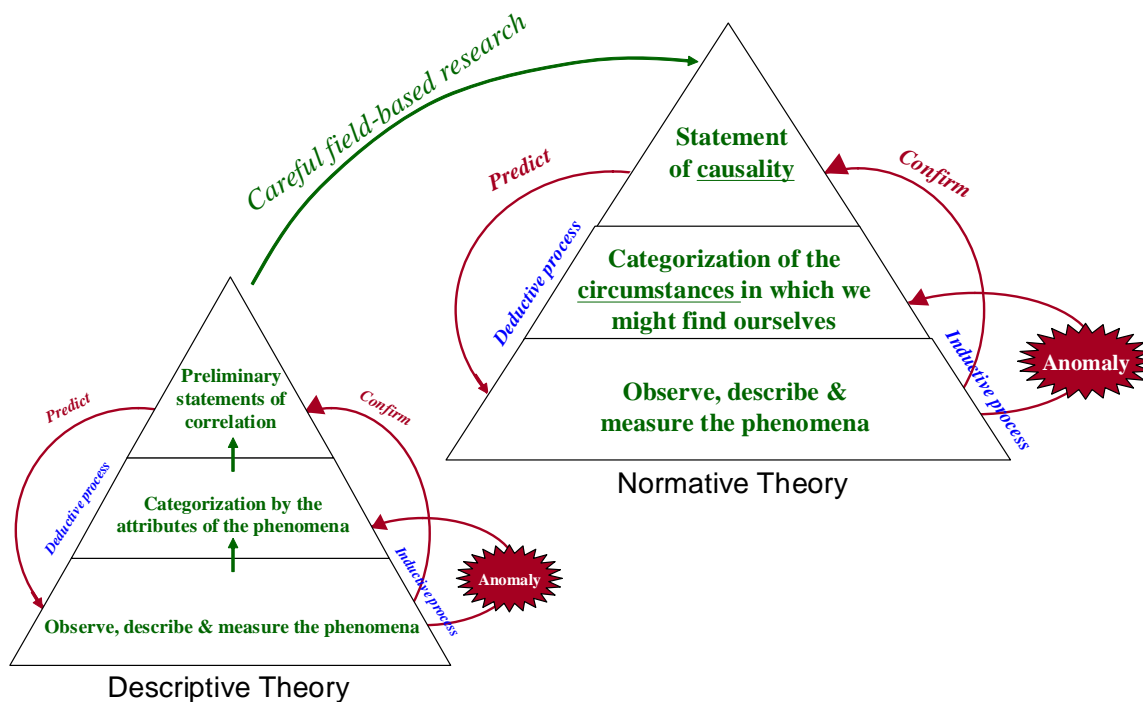 Careful field-based research
Statement
of causality
Predict
Confirm
Deductive process
Categorization of the
circumstances in which we
might find ourselves
Inductive process
Anomaly
Observe, describe &
measure the phenomena
Normative Theory
Preliminary
statements of
correlation
Predict
Confirm
Deductive process
Categorization by the
attributes of the phenomena
Inductive process
Anomaly
Observe, describe & measure the phenomena
Descriptive Theory